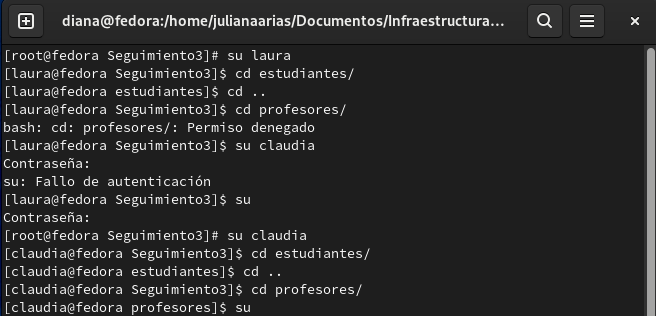 diana@fedora:/home/julianaarias/Documentos/Infraestructura...
[root@fedora Seguimiento3]# su laura
[laura@fedora Seguimiento3]$ cd estudiantes/
[laura@fedora estudiantes]$ cd ..
[laura@fedora Seguimiento3]$ cd profesores/
bash: cd: profesores/: Permiso denegado
[laura@fedora Seguimiento3]$ su claudia
Contraseña:
su: Fallo de autenticación
[laura@fedora Seguimiento3]$ su
Contraseña:
[root@fedora Seguimiento3]# su claudia
[claudia@fedora Seguimiento3]$ cd estudiantes/
[claudia@fedora estudiantes]$ cd ..
[claudia@fedora Seguimiento3]$ cd profesores/
[claudia@fedora profesores]$ su